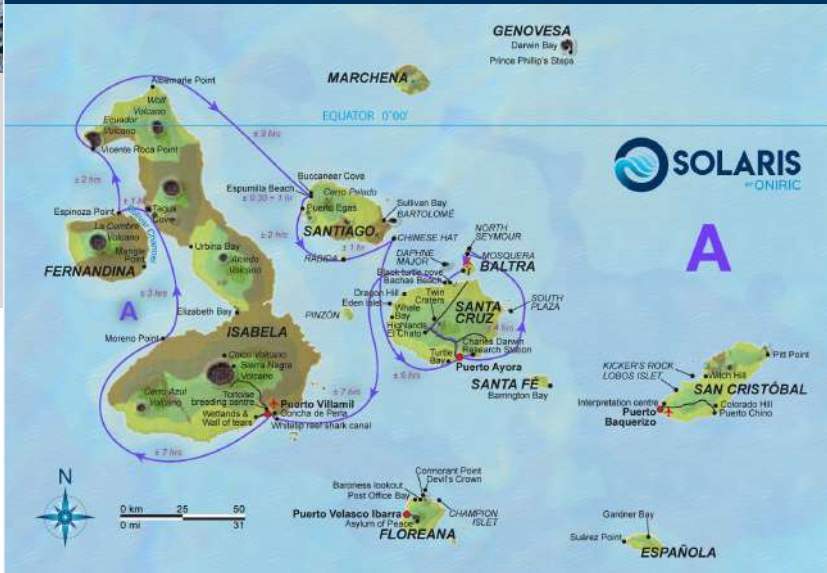 GENOVESA
Darwin Bay
Prince Phillip's Steps
MARCHENA
EQUATOR 0°00'
SOLARIS
BY ONIRIC
A
Albemarle Point
Wolf
Volcano
Ecuador
Volcano
Vicente Roca Point
± 2 hrs
± 9 hrs
Buccaneer Cove
Espumilla Beach
Cerro Pelado
± 0.30 = 1 hr
Puerto Egas
Sullivan Bay
BARTOLOMÉ
SANTIAGO
± 1 hr
Espinoza Point
Tagus
Cove
Bolivar Channel
La Cumbre
Volcano
Mangle
Point
FERNANDINA
Urbina Bay
Alcedo
Volcano
± 2 hrs
RÁBIDA
± 1 hr
CHINESE HAT
NORTH
SEYMOUR
MOSQUERA
DAPHNE
MAJOR
BALTRA
Black turtle cove
Bachas Beach
Dragon Hill
Eden Islet
Twin
Craters
Whale
Bay
Highlands
El Chato
SANTA
CRUZ
SOUTH
PLAZA
± 4 hrs
Charles Darwin
Research Station
Turtle
Bay
Puerto Ayora
± 6 hrs
SANTA FÉ
Barrington Bay
PINZÓN
A
± 3 hrs
Elizabeth Bay
Moreno Point
ISABELA
Chico Volcano
Sierra Negra
Volcano
Cerro Azul
Volcano
Tortoise
breeding centre
Puerto Villamil
Wetlands &
Wall of tears
Concha de Perla
Whitetip reef shark canal
± 7 hrs
± 7 hrs
KICKER'S ROCK
LOBOS ISLET
Witch Hill
Pitt Point
SAN CRISTÓBAL
Interpretation centre
Puerto
Baquerizo
Colorado Hill
Puerto Chino
N
0 km 25 50
0 mi 31
Cormorant Point
Devil's Crown
Baroness lookout
Post Office Bay
Puerto Velasco Ibarra
Asylum of Peace
CHAMPION
ISLET
FLOREANA
Gardner Bay
Suárez Point
ESPAÑOLA